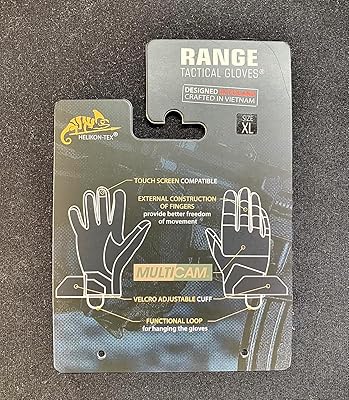 RANGE
TACTICAL GLOVES®
DESIGNED
CRAFTED IN VIETNAM
SIZE
XL
HELIKON-TEX®
TOUCH SCREEN COMPATIBLE
EXTERNAL CONSTRUCTION
OF FINGERS
provide better freedom
of movement
MULTICAM
VELCRO ADJUSTABLE CUFF
FUNCTIONAL LOOP
for hanging the gloves